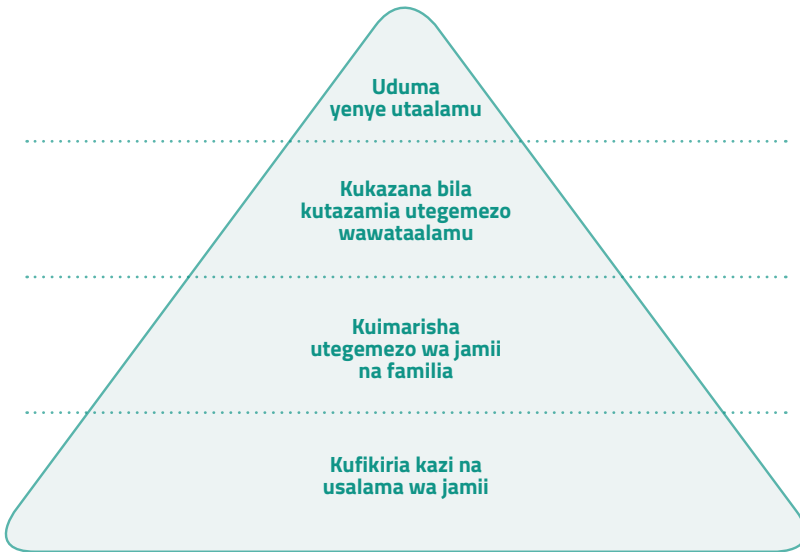 Uduma
yenye utaalamu
Kukazana bila
kutazamia utegemezo
wawataalamu
Kuimarisha
utegemezo wa jamii
na familia
Kufikiria kazi na
usalama wa jamii